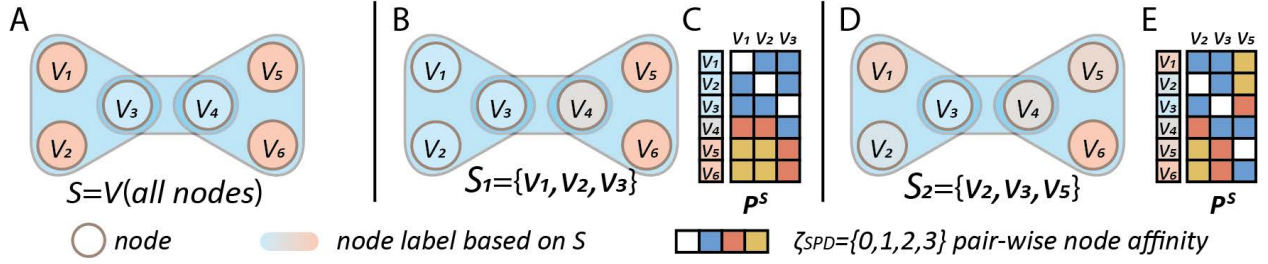 A
V1
V2
V3
V4
V5
V6
S=V(all nodes)
B
V1
V2
V3
V4
V5
V6
S1={V1,V2,V3}
C
V1 V2 V3
V1
V2
V3
V4
V5
V6
P^S
D
V1
V2
V3
V4
V5
V6
S2={V2,V3,V5}
E
V2 V3 V5
V1
V2
V3
V4
V5
V6
P^S
node
node label based on S
ζSPD={0,1,2,3} pair-wise node affinity